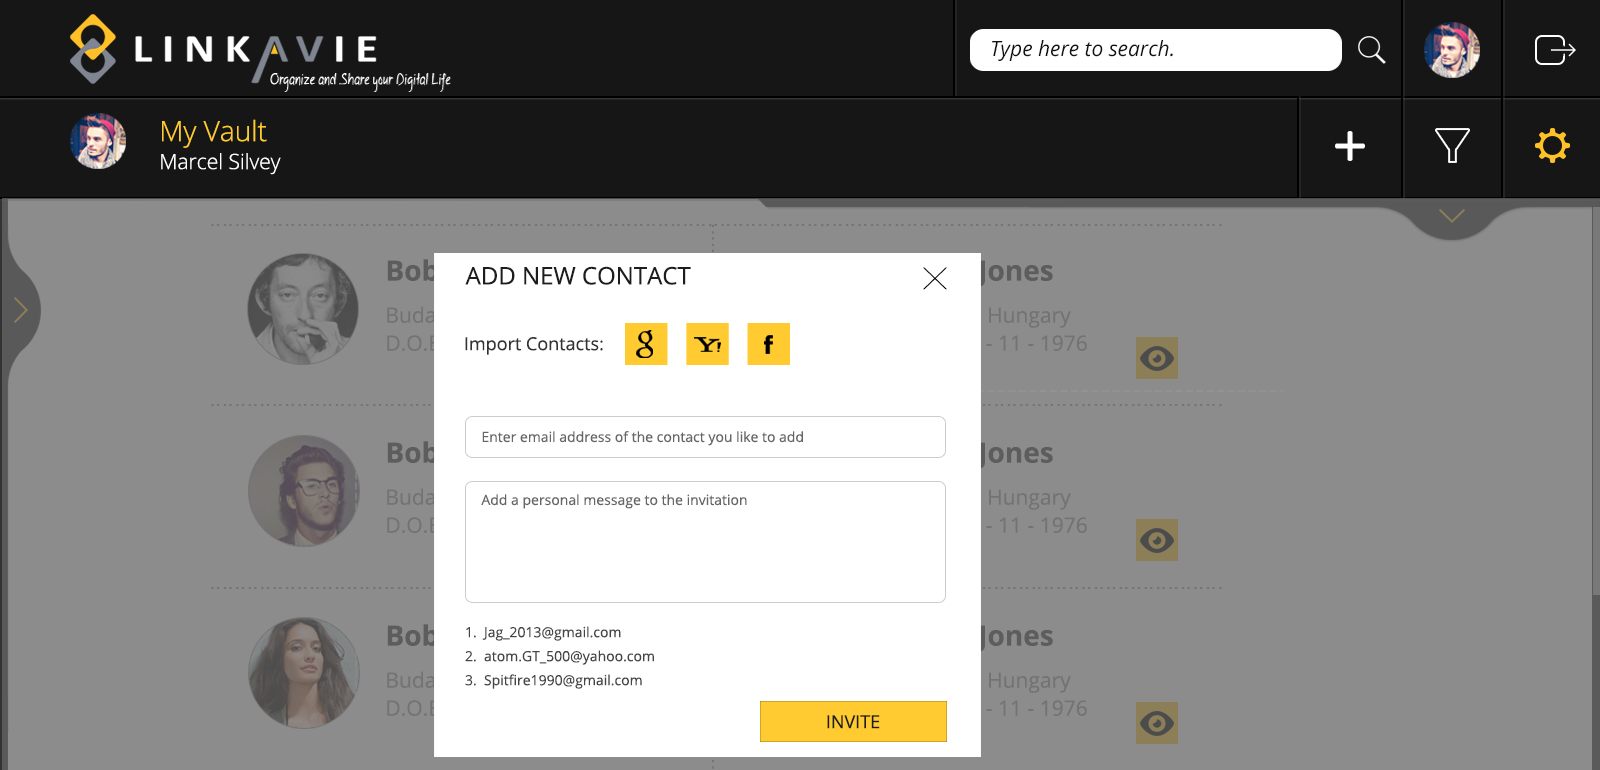 LINKAVIE
Organize and Share your Digital Life
Type here to search.
My Vault
Marcel Silvey
ADD NEW CONTACT
Import Contacts:
g Y! f
Enter email address of the contact you like to add
Add a personal message to the invitation
1. Jag_2013@gmail.com
2. atom.GT_500@yahoo.com
3. Spitfire1990@gmail.com
INVITE
Bob
Jones
Buda
Hungary
D.O.B
- 11 - 1976
Bob
Jones
Buda
Hungary
D.O.B
- 11 - 1976
Bob
Jones
Buda
Hungary
D.O.B
- 11 - 1976